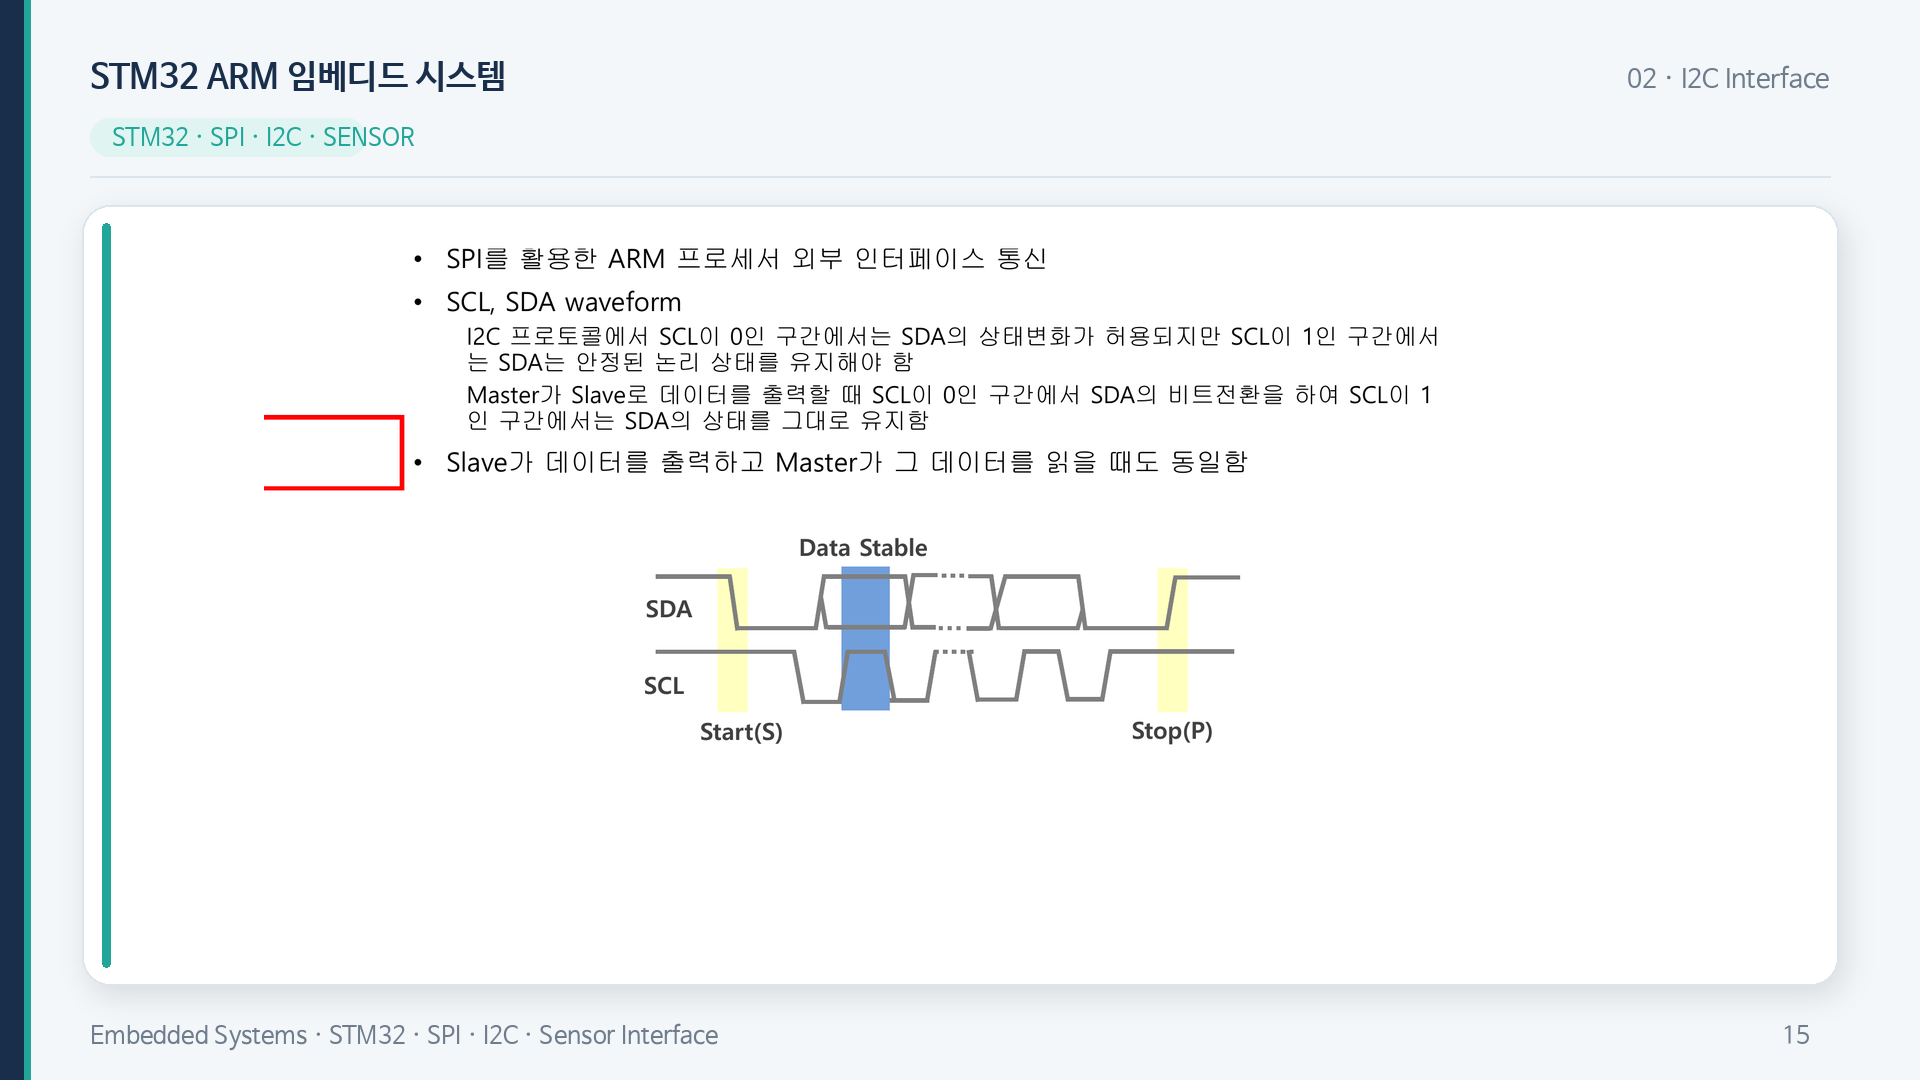 STM32 ARM 임베디드 시스템
02 · I2C Interface
STM32 · SPI · I2C · SENSOR
• SPI를 활용한 ARM 프로세서 외부 인터페이스 통신
• SCL, SDA waveform
I2C 프로토콜에서 SCL이 0인 구간에서는 SDA의 상태변화가 허용되지만 SCL이 1인 구간에서
는 SDA는 안정된 논리 상태를 유지해야 함
Master가 Slave로 데이터를 출력할 때 SCL이 0인 구간에서 SDA의 비트전환을 하여 SCL이 1
인 구간에서는 SDA의 상태를 그대로 유지함
• Slave가 데이터를 출력하고 Master가 그 데이터를 읽을 때도 동일함
Data Stable
SDA
SCL
Start(S)
Stop(P)
Embedded Systems · STM32 · SPI · I2C · Sensor Interface
15